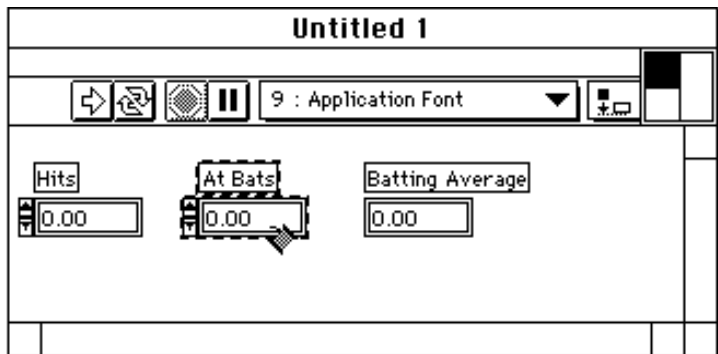 Untitled 1
9 : Application Font
Hits
At Bats
Batting Average
0.00
0.00
0.00